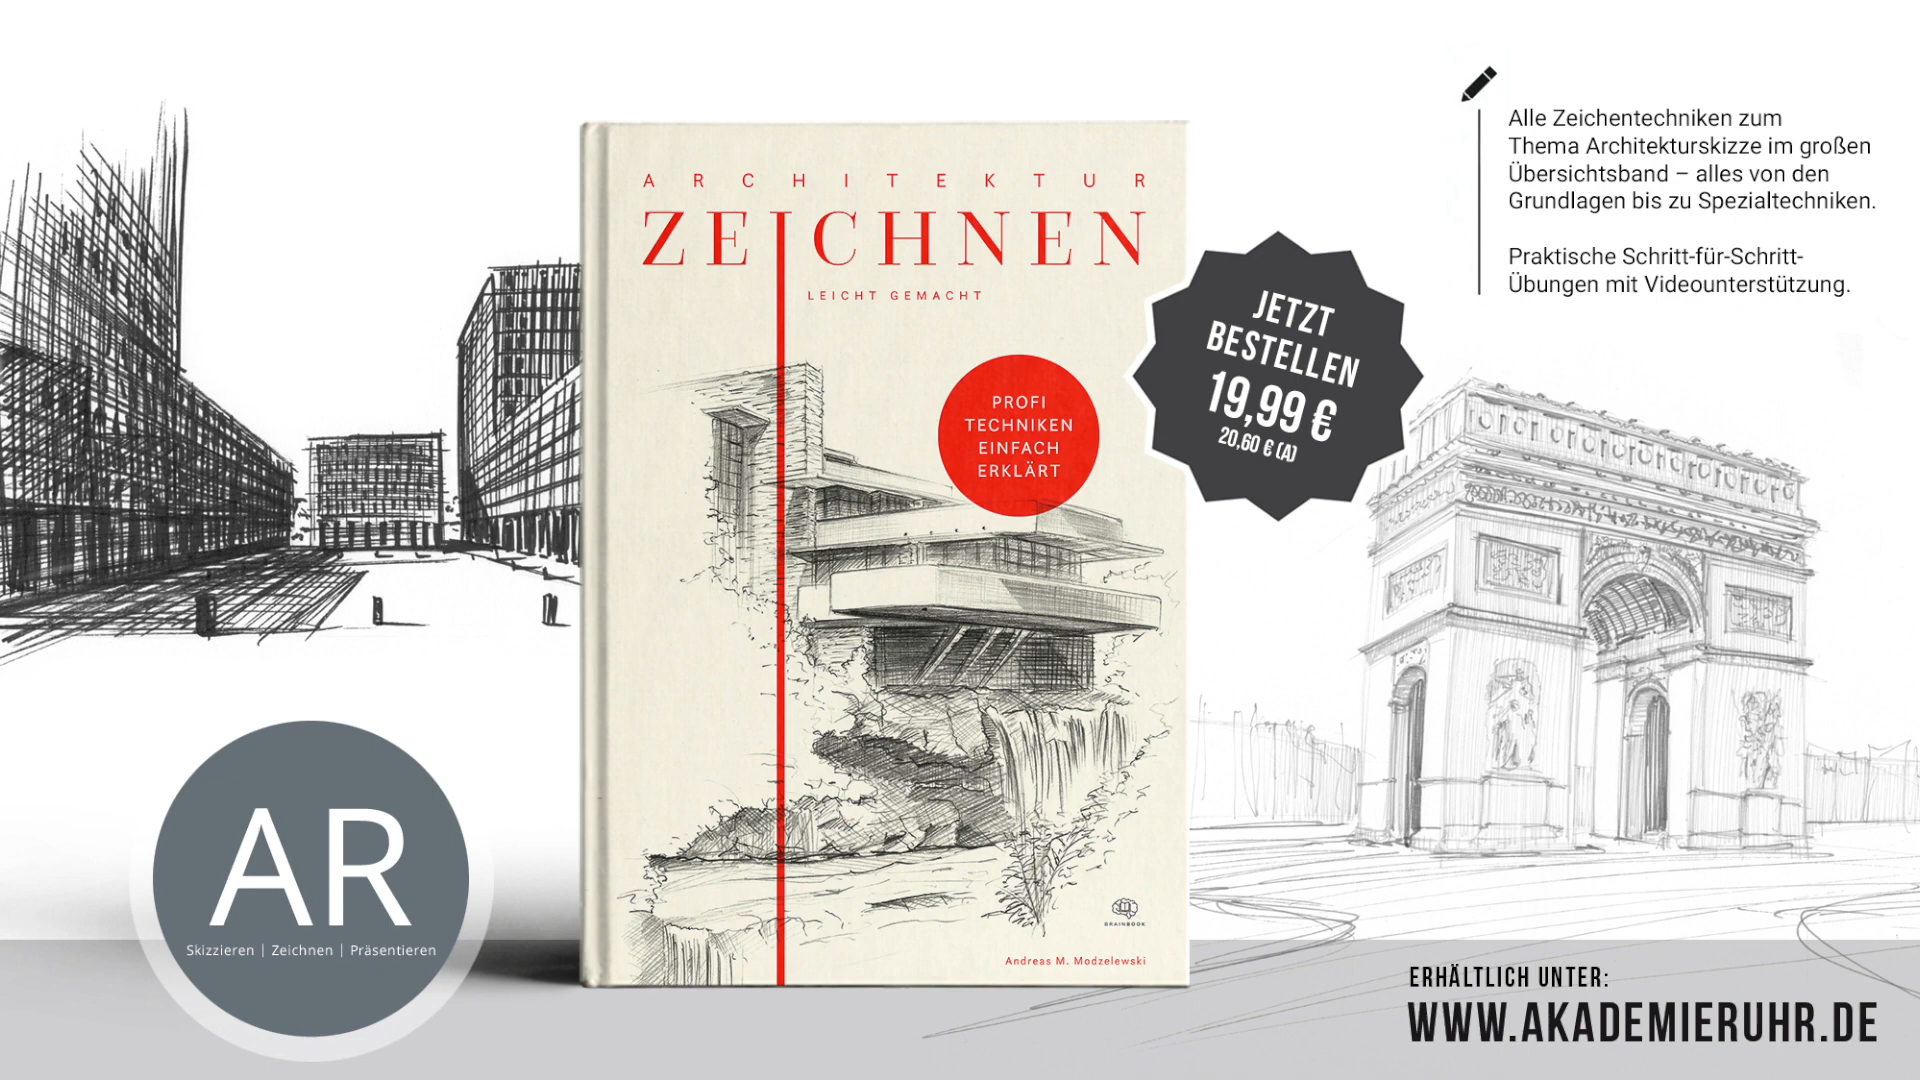 ARCHITEKTUR
ZEICHNEN
LEICHT GEMACHT
PROFI
TECHNIKEN
EINFACH
ERKLÄRT
BRAINBOOK
Andreas M. Modzelewski
JETZT
BESTELLEN
19,99 €
20,60 € (A)
Alle Zeichentechniken zum
Thema Architekturskizze im großen
Übersichtsband – alles von den
Grundlagen bis zu Spezialtechniken.
Praktische Schritt-für-Schritt-
Übungen mit Videounterstützung.
AR
Skizzieren | Zeichnen | Präsentieren
ERHÄLTLICH UNTER:
WWW.AKADEMIERUHR.DE